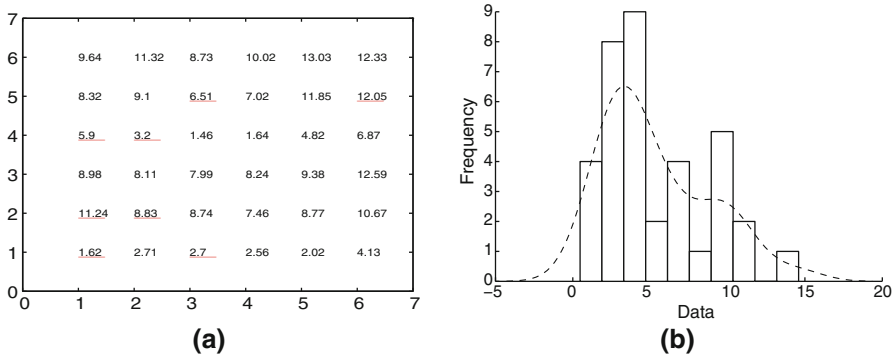 7
6 9.64 11.32 8.73 10.02 13.03 12.33
5 8.32 9.1 6.51 7.02 11.85 12.05
4 5.9 3.2 1.46 1.64 4.82 6.87
3 8.98 8.11 7.99 8.24 9.38 12.59
2 11.24 8.83 8.74 7.46 8.77 10.67
1 1.62 2.71 2.7 2.56 2.02 4.13
0
0 1 2 3 4 5 6 7
(a)
9
8
7
6
5
4
3
2
1
0
Frequency
−5 0 5 10 15 20
Data
(b)